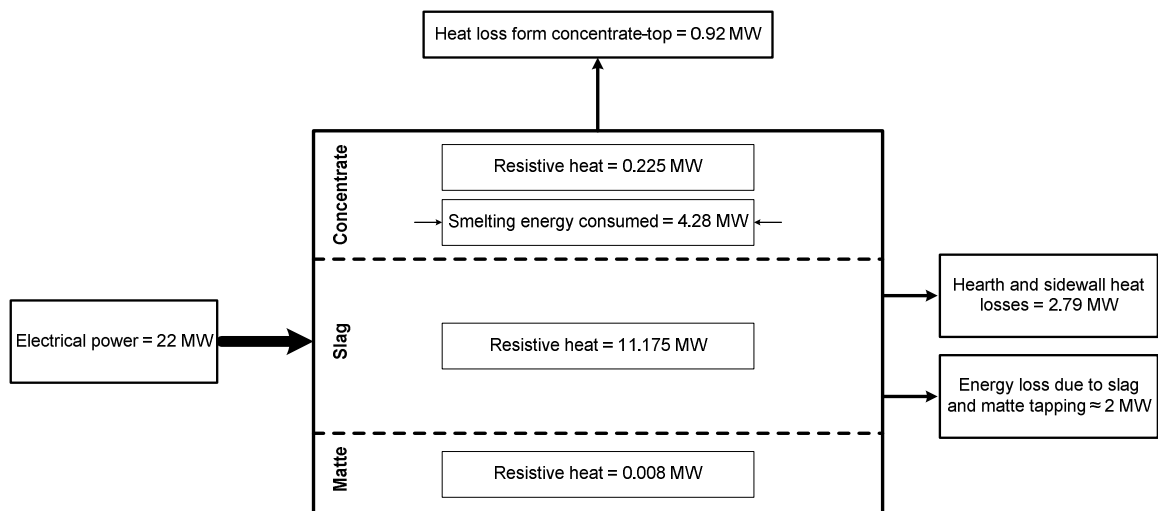 Heat loss form concentrate-top = 0.92 MW
Concentrate
Resistive heat = 0.225 MW
Smelting energy consumed = 4.28 MW
Electrical power = 22 MW
Slag
Resistive heat = 11.175 MW
Hearth and sidewall heat
losses = 2.79 MW
Energy loss due to slag
and matte tapping ≈ 2 MW
Matte
Resistive heat = 0.008 MW